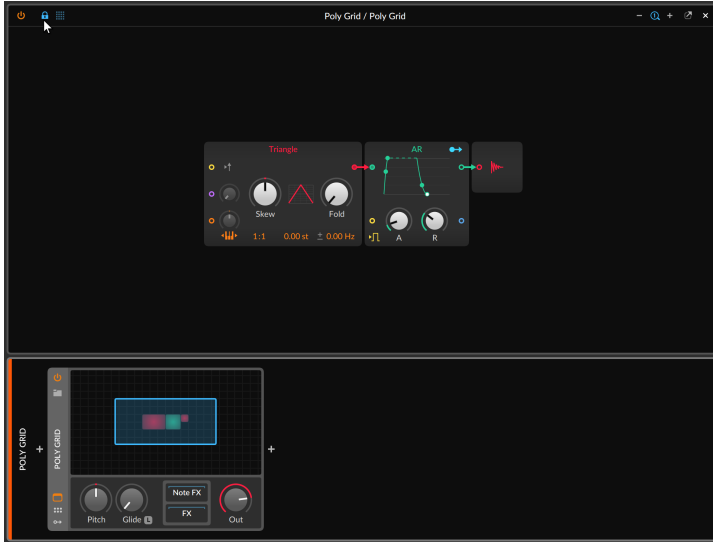 Poly Grid / Poly Grid
Triangle
AR
Skew
Fold
1:1
0.00 st
± 0.00 Hz
A
R
POLY GRID
POLY GRID
Note FX
FX
Pitch
Glide
L
Out